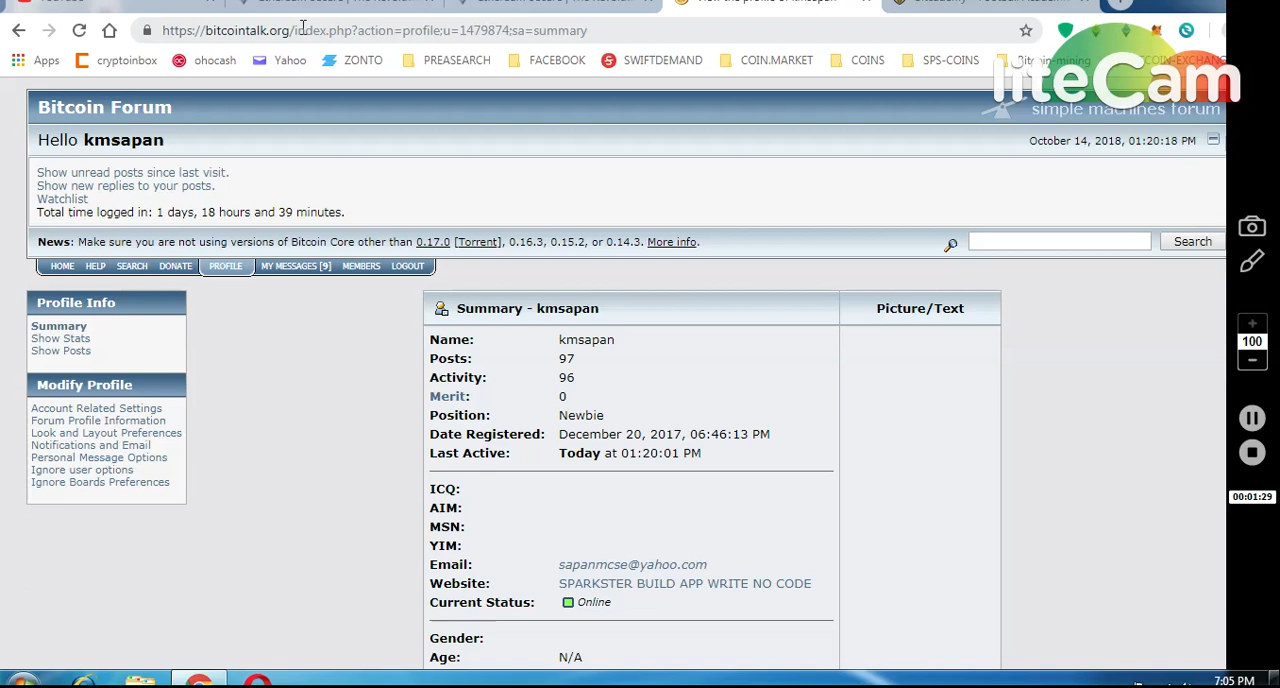 https://bitcointalk.org/index.php?action=profile;u=1479874;sa=summary
Apps cryptoinbox ohocash Yahoo ZONTO PREASEARCH FACEBOOK SWIFTDEMAND COIN.MARKET COINS SPS-COINS
liteCam
Bitcoin Forum
simple machines forum
Hello kmsapan
October 14, 2018, 01:20:18 PM
Show unread posts since last visit.
Show new replies to your posts.
Watchlist
Total time logged in: 1 days, 18 hours and 39 minutes.
News: Make sure you are not using versions of Bitcoin Core other than 0.17.0 [Torrent], 0.16.3, 0.15.2, or 0.14.3. More info.
Search
HOME HELP SEARCH DONATE PROFILE MY MESSAGES [9] MEMBERS LOGOUT
Profile Info
Summary
Show Stats
Show Posts
Modify Profile
Account Related Settings
Forum Profile Information
Look and Layout Preferences
Notifications and Email
Personal Message Options
Ignore user options
Ignore Boards Preferences
Summary - kmsapan
Picture/Text
Name: kmsapan
Posts: 97
Activity: 96
Merit: 0
Position: Newbie
Date Registered: December 20, 2017, 06:46:13 PM
Last Active: Today at 01:20:01 PM
ICQ:
AIM:
MSN:
YIM:
Email: sapanmcse@yahoo.com
Website: SPARKSTER BUILD APP WRITE NO CODE
Current Status: Online
Gender:
Age: N/A
100
00:01:29
7:05 PM